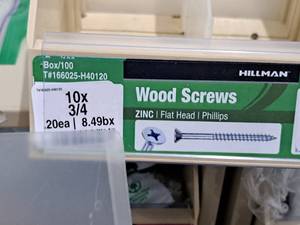 Box/100
T#166025-H40120
10x
3/4
.20ea | 8.49bx
HILLMAN
Wood Screws
ZINC | Flat Head | Phillips